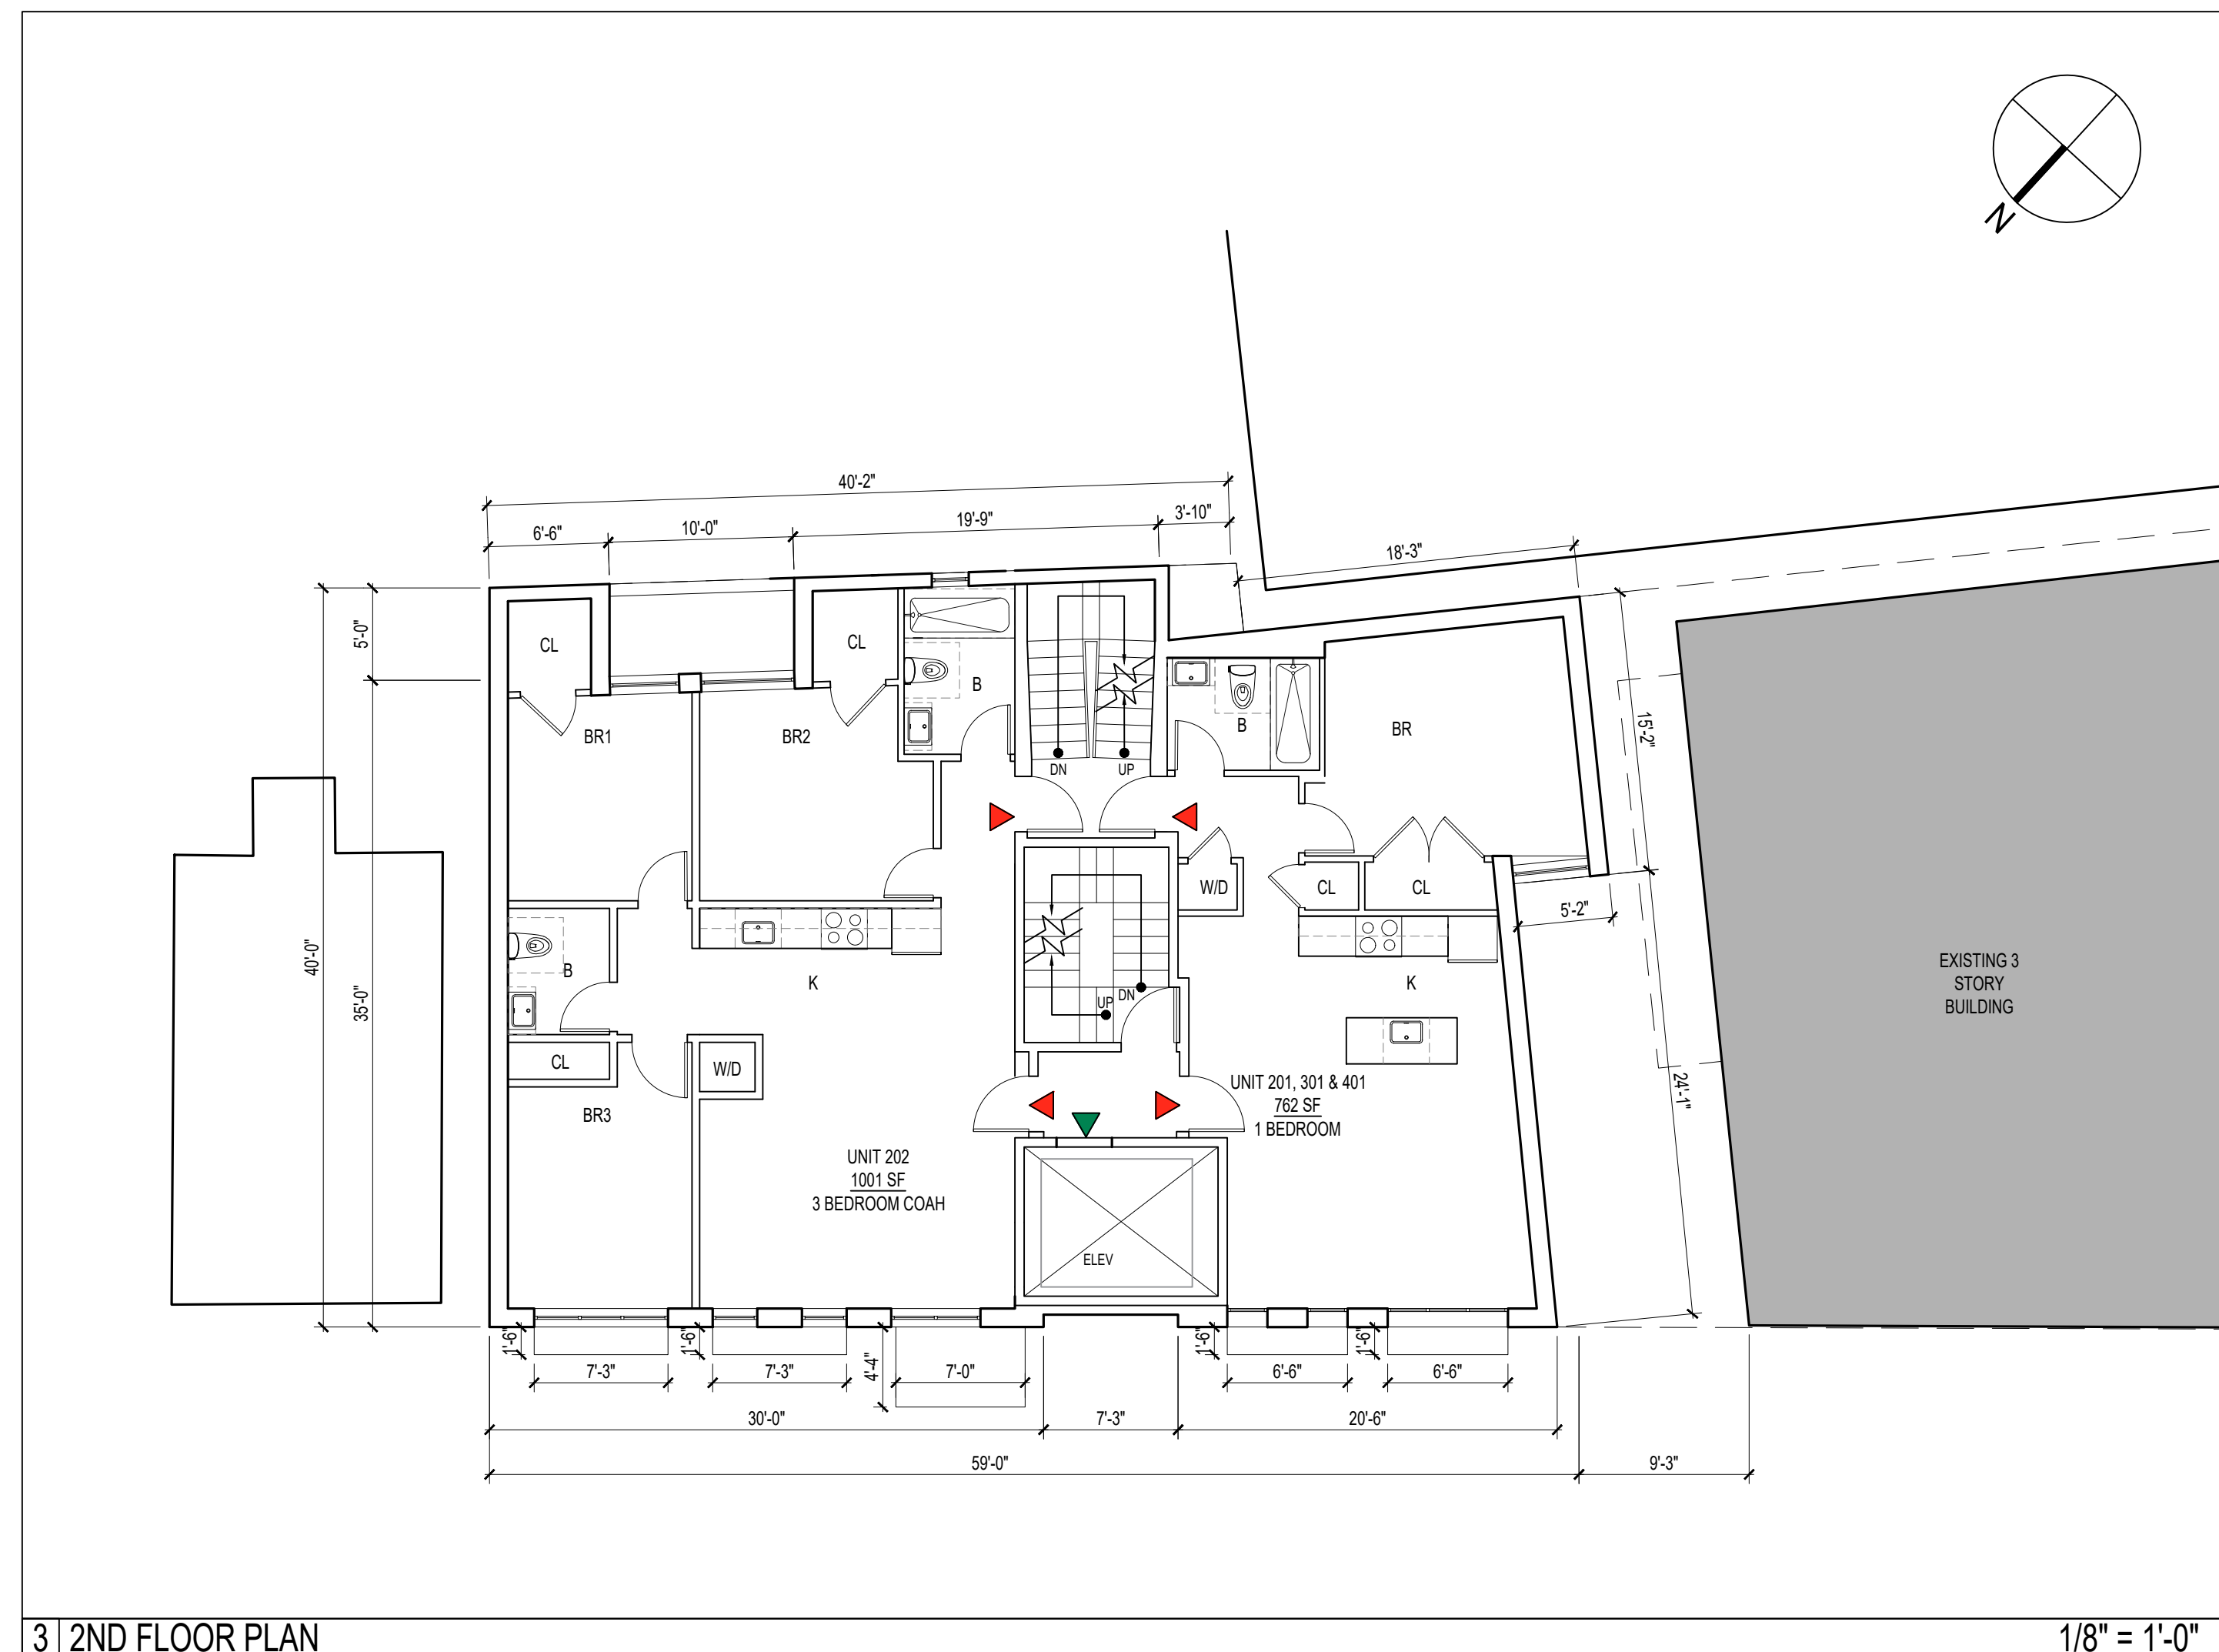 N
40'-2"
6'-6"
10'-0"
19'-9"
3'-10"
18'-3"
5'-0"
40'-0"
35'-0"
15'-2"
24'-1"
5'-2"
CL
CL
B
BR1
BR2
DN
UP
B
BR
W/D
CL
CL
B
K
UP
DN
K
CL
W/D
BR3
UNIT 202
1001 SF
3 BEDROOM COAH
UNIT 201, 301 & 401
762 SF
1 BEDROOM
ELEV
EXISTING 3
STORY
BUILDING
1'-6"
1'-6"
4'-4"
1'-6"
1'-6"
7'-3"
7'-3"
7'-0"
6'-6"
6'-6"
30'-0"
7'-3"
20'-6"
59'-0"
9'-3"
3 2ND FLOOR PLAN
1/8" = 1'-0"